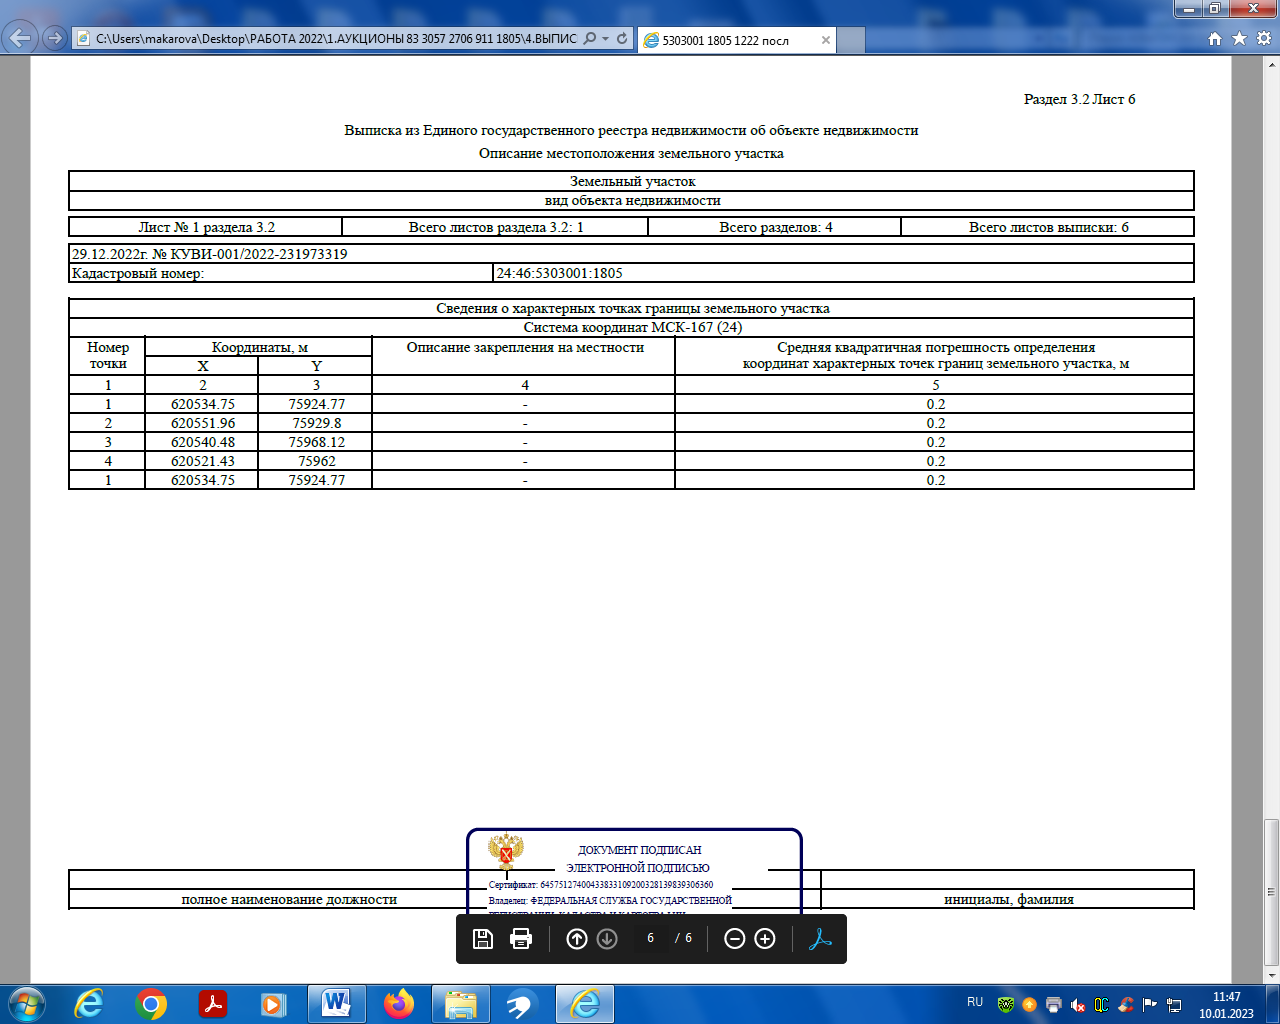 C:\Users\makarova\Desktop\РАБОТА 2022\1.АУКЦИОНЫ 83 3057 2706 911 1805\4.ВЫПИС
5303001 1805 1222 посл
Раздел 3.2 Лист 6
Выписка из Единого государственного реестра недвижимости об объекте недвижимости
Описание местоположения земельного участка
Земельный участок
вид объекта недвижимости
Лист № 1 раздела 3.2 Всего листов раздела 3.2: 1 Всего разделов: 4 Всего листов выписки: 6
29.12.2022г. № КУВИ-001/2022-231973319
Кадастровый номер: 24:46:5303001:1805
Сведения о характерных точках границы земельного участка
Система координат МСК-167 (24)
Номер точки Координаты, м Описание закрепления на местности Средняя квадратичная погрешность определения координат характерных точек границ земельного участка, м
X Y
1 2 3 4 5
1 620534.75 75924.77 - 0.2
2 620551.96 75929.8 - 0.2
3 620540.48 75968.12 - 0.2
4 620521.43 75962 - 0.2
1 620534.75 75924.77 - 0.2
ДОКУМЕНТ ПОДПИСАН
ЭЛЕКТРОННОЙ ПОДПИСЬЮ
Сертификат: 64575127400433833109200328139839306360
Владелец: ФЕДЕРАЛЬНАЯ СЛУЖБА ГОСУДАРСТВЕННОЙ
РЕГИСТРАЦИИ, КАДАСТРА И КАРТОГРАФИИ
полное наименование должности инициалы, фамилия
6 / 6
RU
11:47
10.01.2023